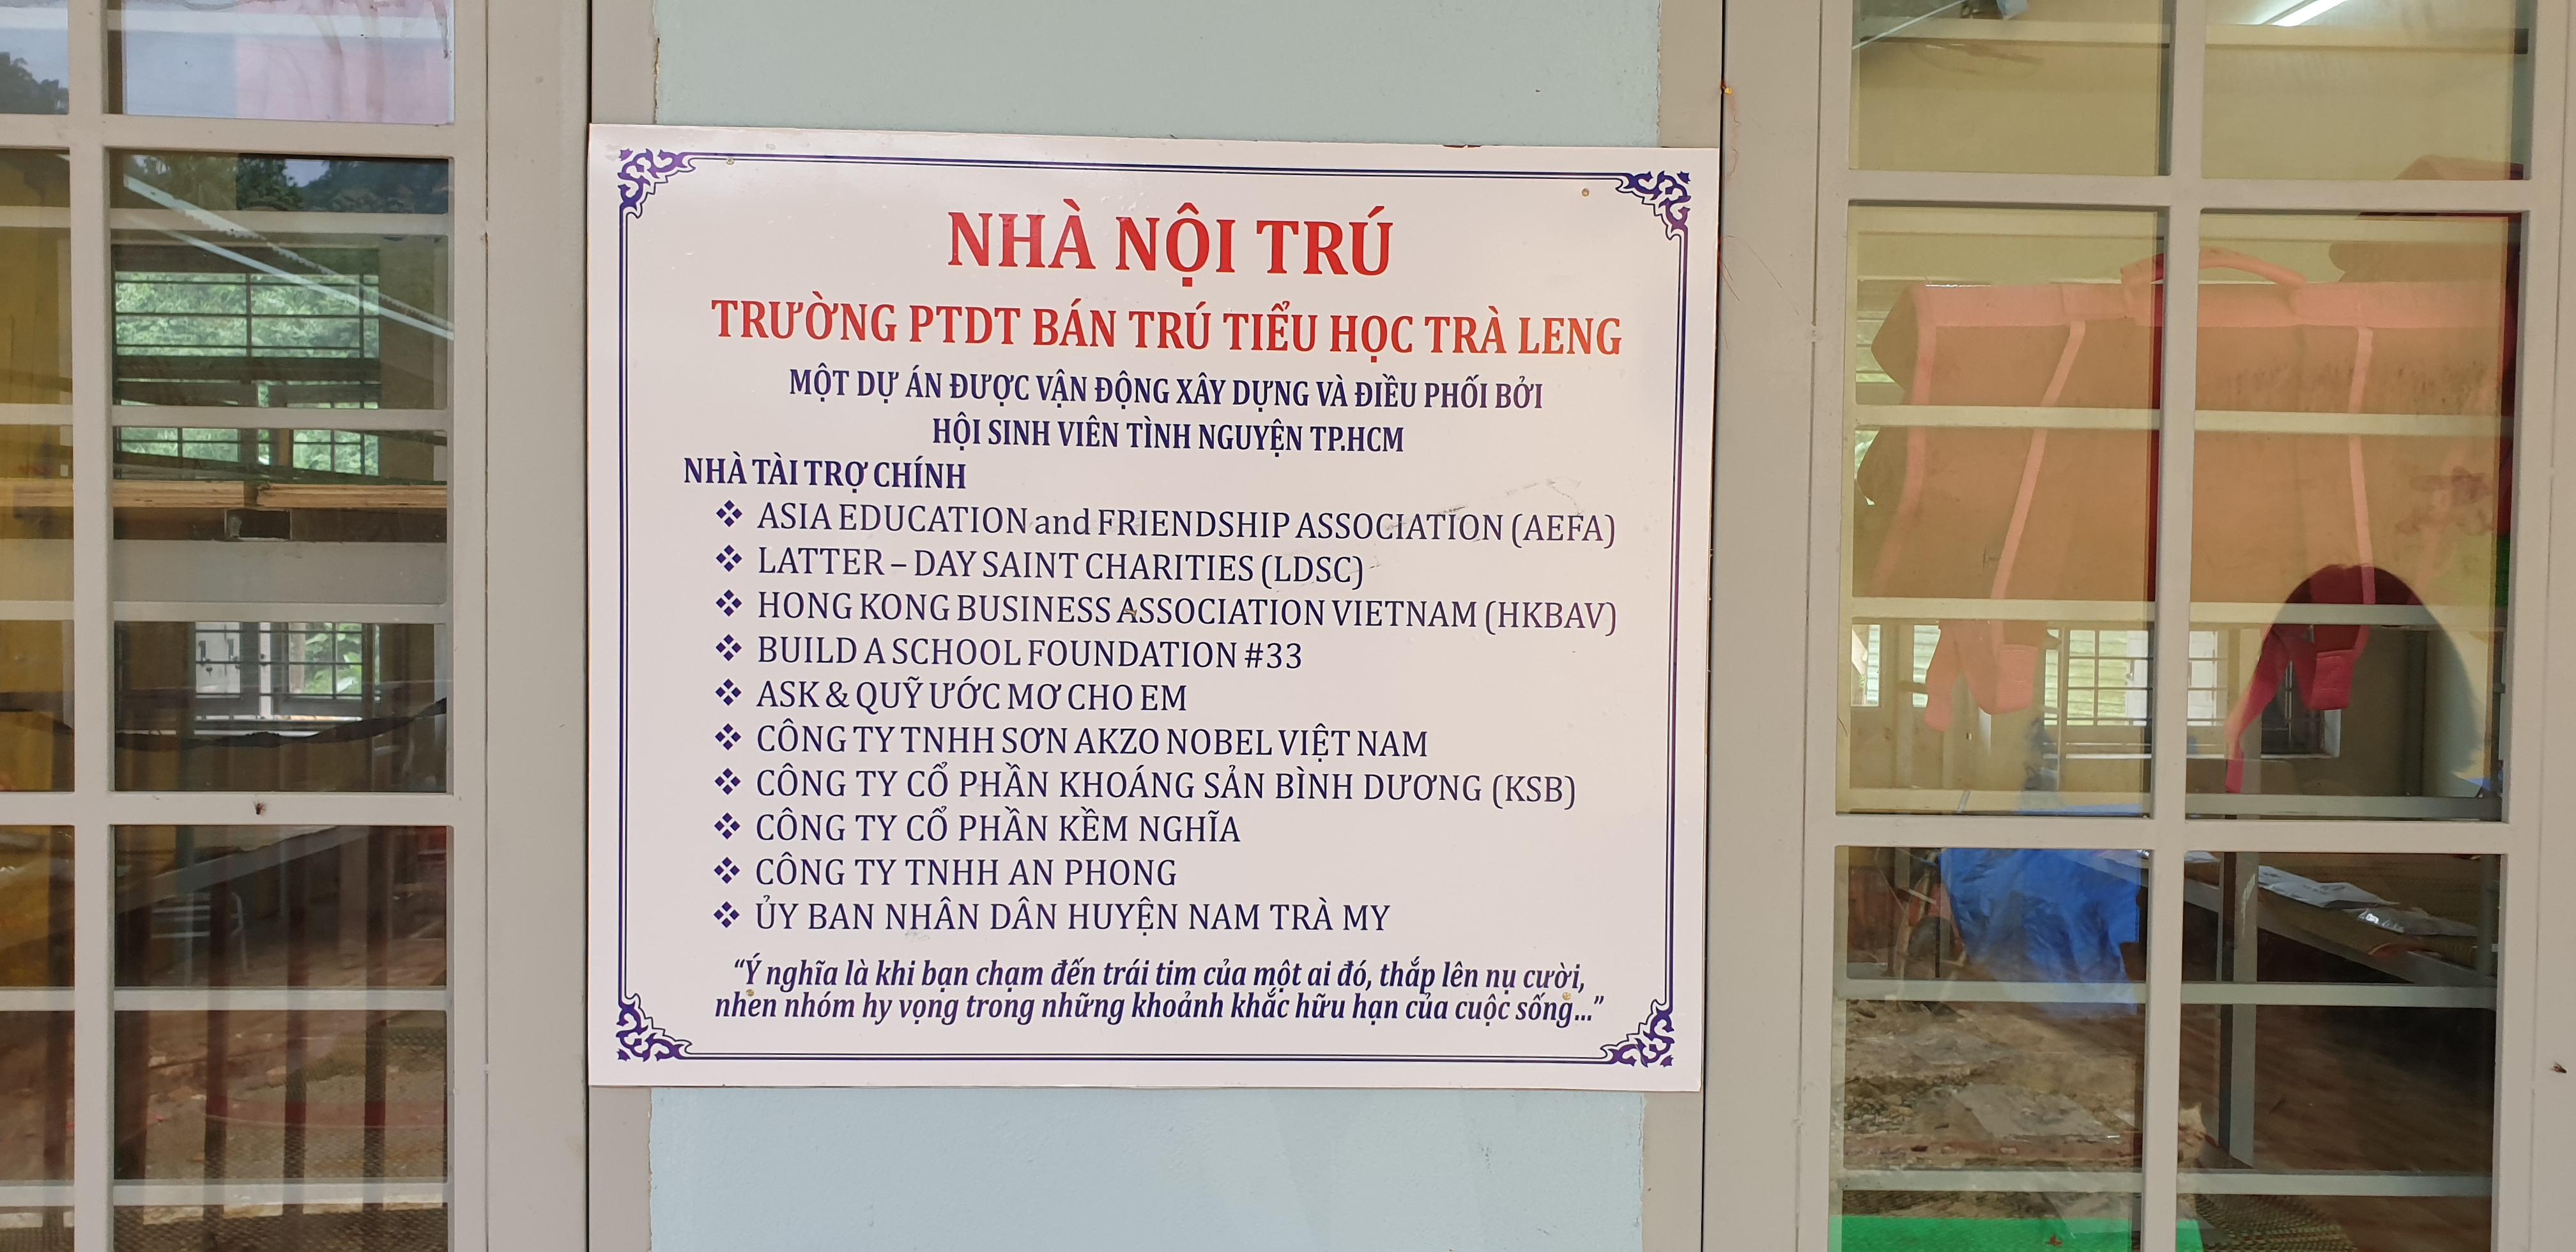 NHÀ NỘI TRÚ
TRƯỜNG PTDT BÁN TRÚ TIỂU HỌC TRÀ LENG
MỘT DỰ ÁN ĐƯỢC VẬN ĐỘNG XÂY DỰNG VÀ ĐIỀU PHỐI BỞI
HỘI SINH VIÊN TÌNH NGUYỆN TP.HCM
NHÀ TÀI TRỢ CHÍNH
❖ ASIA EDUCATION and FRIENDSHIP ASSOCIATION (AEFA)
❖ LATTER – DAY SAINT CHARITIES (LDSC)
❖ HONG KONG BUSINESS ASSOCIATION VIETNAM (HKBAV)
❖ BUILD A SCHOOL FOUNDATION #33
❖ ASK & QUỸ ƯỚC MƠ CHO EM
❖ CÔNG TY TNHH SƠN AKZO NOBEL VIỆT NAM
❖ CÔNG TY CỔ PHẦN KHOÁNG SẢN BÌNH DƯƠNG (KSB)
❖ CÔNG TY CỔ PHẦN KỀM NGHĨA
❖ CÔNG TY TNHH AN PHONG
❖ ỦY BAN NHÂN DÂN HUYỆN NAM TRÀ MY
“Ý nghĩa là khi bạn chạm đến trái tim của một ai đó, thắp lên nụ cười,
nhen nhóm hy vọng trong những khoảnh khắc hữu hạn của cuộc sống...”